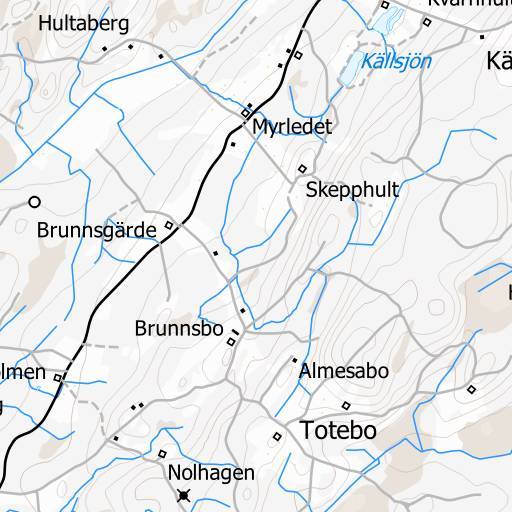 Hultaberg
Källsjön
Myrledet
Skepphult
Brunnsgärde
Brunnsbo
Almesabo
Totebo
Nolhagen